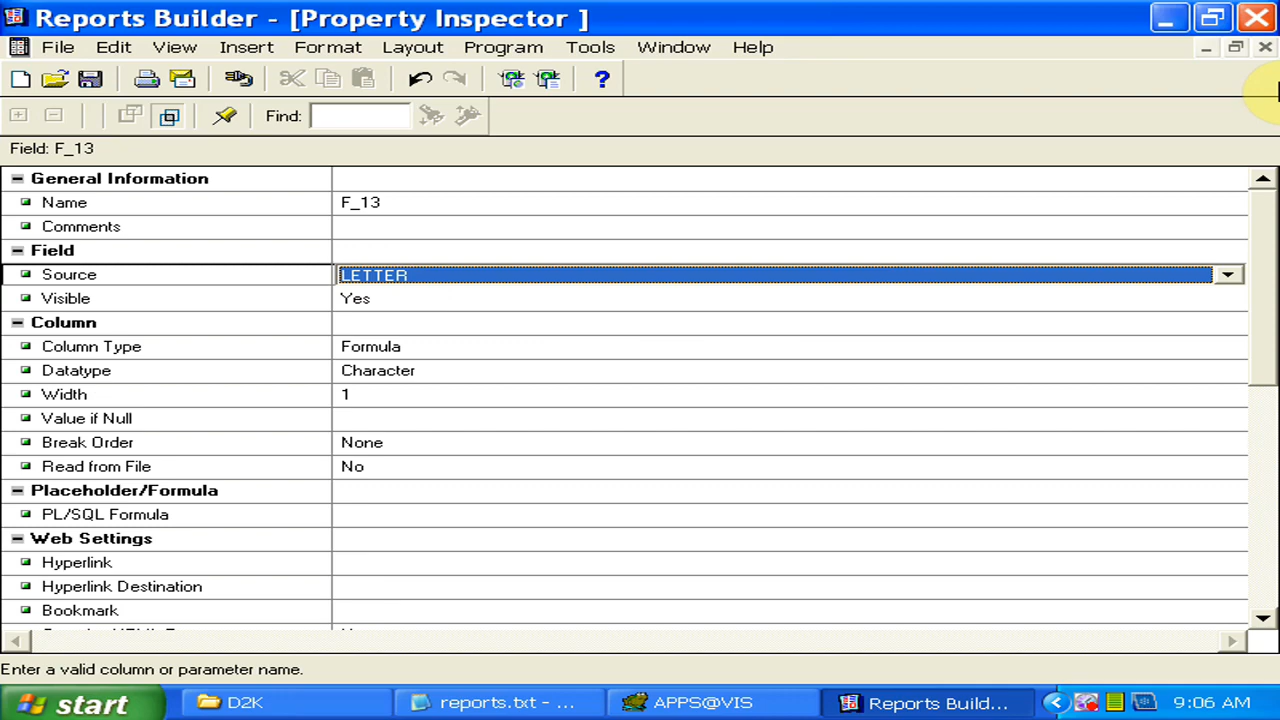 Reports Builder - [Property Inspector ]
File Edit View Insert Format Layout Program Tools Window Help
Find:
Field: F_13
General Information
Name F_13
Comments
Field
Source LETTER
Visible Yes
Column
Column Type Formula
Datatype Character
Width 1
Value if Null
Break Order None
Read from File No
Placeholder/Formula
PL/SQL Formula
Web Settings
Hyperlink
Hyperlink Destination
Bookmark
Enter a valid column or parameter name.
start D2K reports.txt - ... APPS@VIS Reports Build... 9:06 AM